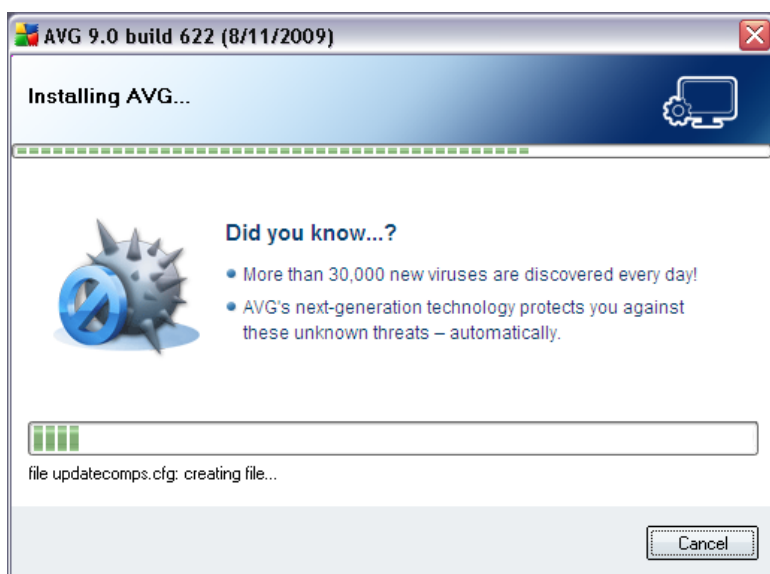 AVG 9.0 build 622 (8/11/2009)
Installing AVG...
Did you know...?
More than 30,000 new viruses are discovered every day!
AVG's next-generation technology protects you against
these unknown threats – automatically.
file updatecomps.cfg: creating file...
Cancel